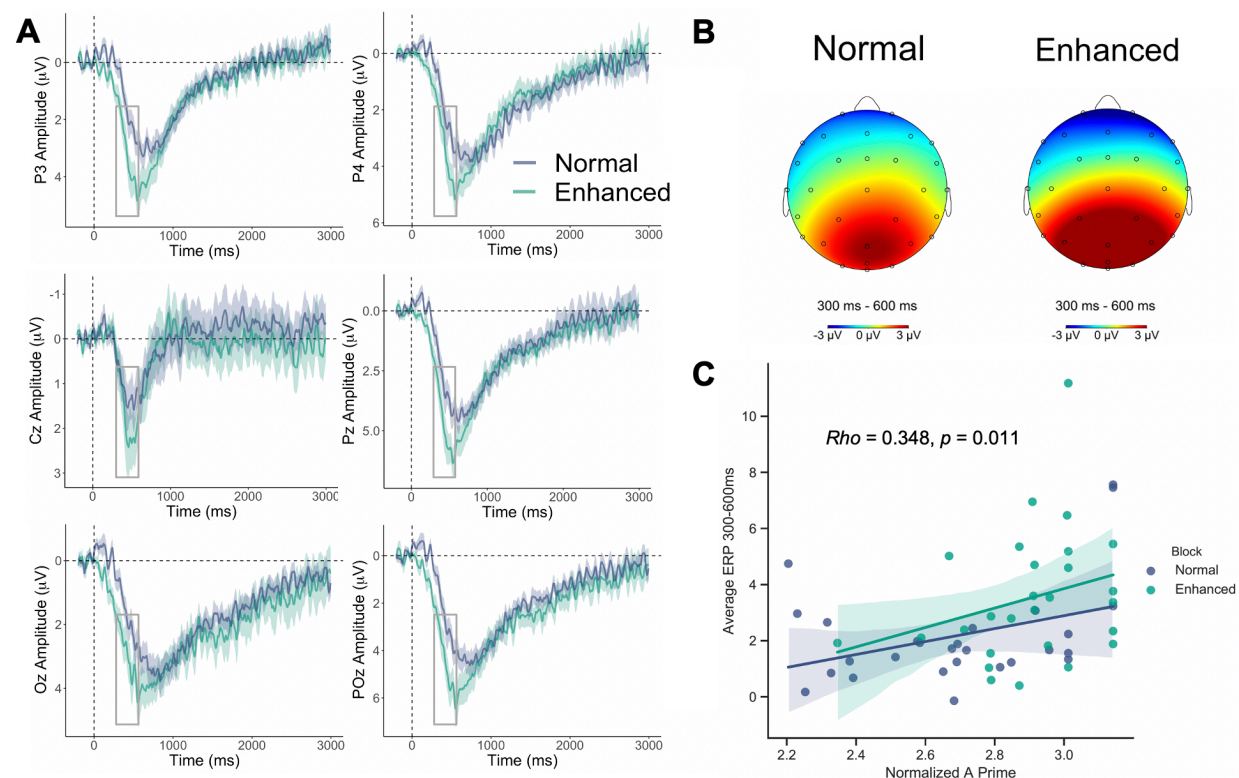 A
P3 Amplitude (μV)
0
2
4
0
1000
2000
3000
Time (ms)
P4 Amplitude (μV)
0
2
4
6
0
1000
2000
3000
Time (ms)
Normal
Enhanced
Cz Amplitude (μV)
-1
0
1
2
3
0
1000
2000
3000
Time (ms)
Pz Amplitude (μV)
0.0
2.5
5.0
0
1000
2000
3000
Time (ms)
Oz Amplitude (μV)
0
2
4
0
1000
2000
3000
Time (ms)
POz Amplitude (μV)
0
2
4
6
0
1000
2000
3000
Time (ms)
B
Normal
Enhanced
300 ms - 600 ms
-3 μV 0 μV 3 μV
300 ms - 600 ms
-3 μV 0 μV 3 μV
C
Rho = 0.348, p = 0.011
Average ERP 300-600ms
10
8
6
4
2
0
2.2 2.4 2.6 2.8 3.0
Normalized A Prime
Block
Normal
Enhanced